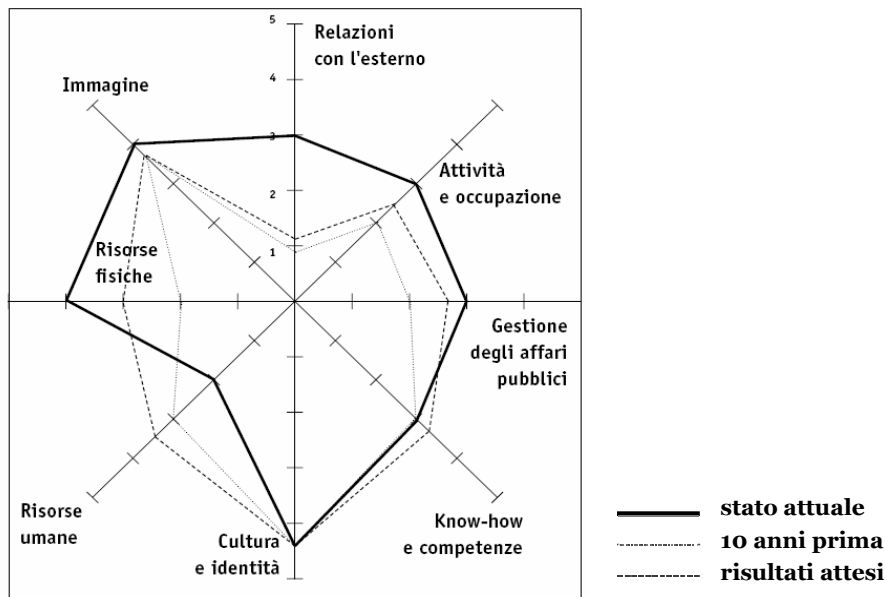 5
Relazioni
con l'esterno
4
Immagine
3
Attività
e occupazione
2
Risorse
fisiche
1
Gestione
degli affari
pubblici
Risorse
umane
Cultura
e identità
Know-how
e competenze
stato attuale
10 anni prima
risultati attesi